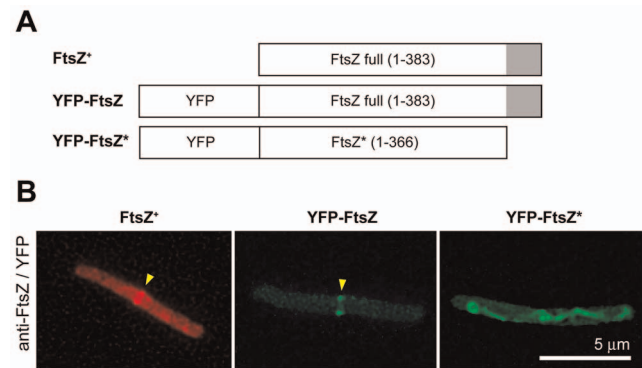 A
FtsZ⁺
FtsZ full (1-383)
YFP-FtsZ
YFP
FtsZ full (1-383)
YFP-FtsZ*
YFP
FtsZ* (1-366)
B
FtsZ⁺
YFP-FtsZ
YFP-FtsZ*
anti-FtsZ / YFP
5 μm